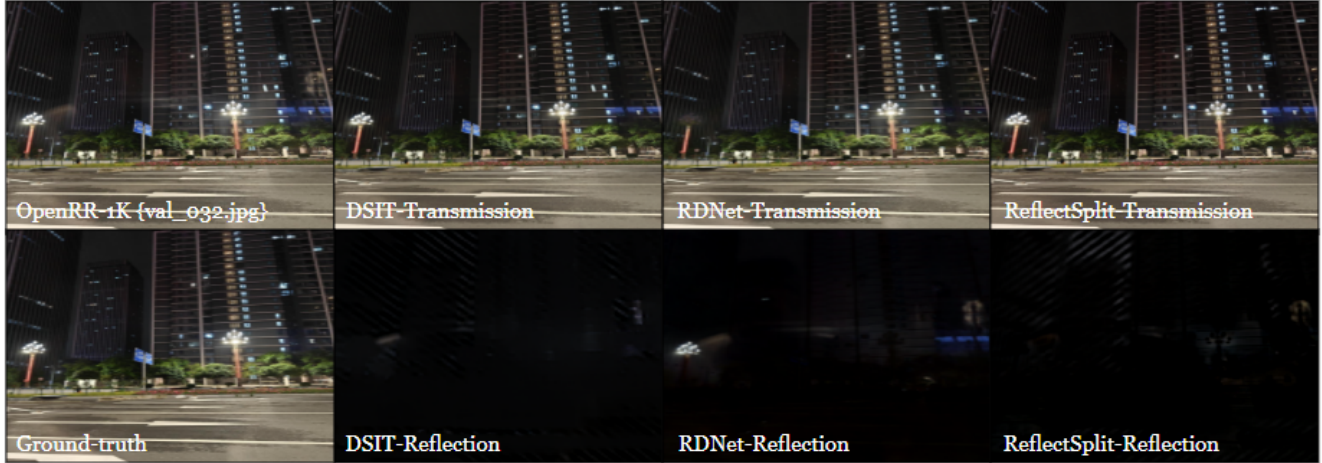 OpenRR-1K {val_032.jpg}
DSIT-Transmission
RDNet-Transmission
ReflectSplit-Transmission
Ground-truth
DSIT-Reflection
RDNet-Reflection
ReflectSplit-Reflection